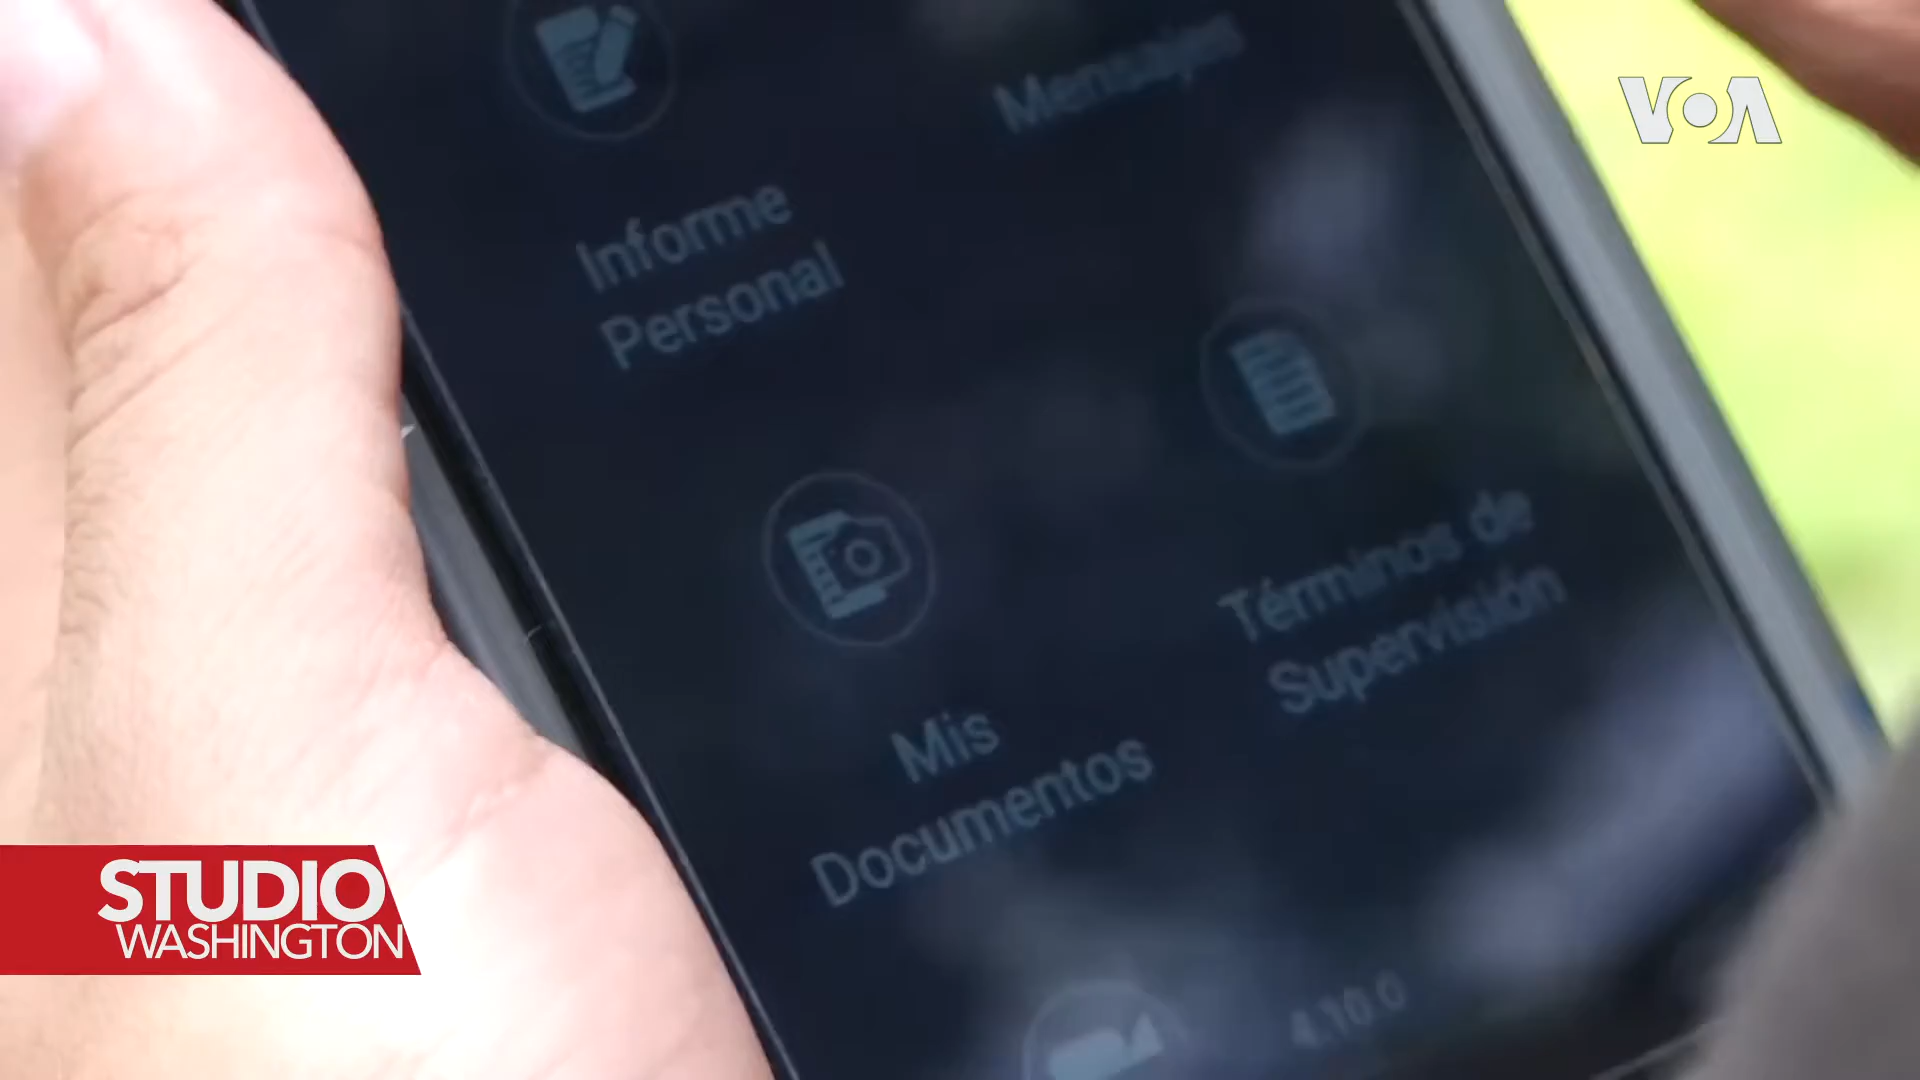 Mensajes
VOA
Informe
Personal
Términos de
Supervisión
Mis
Documentos
4.10.0
STUDIO
WASHINGTON